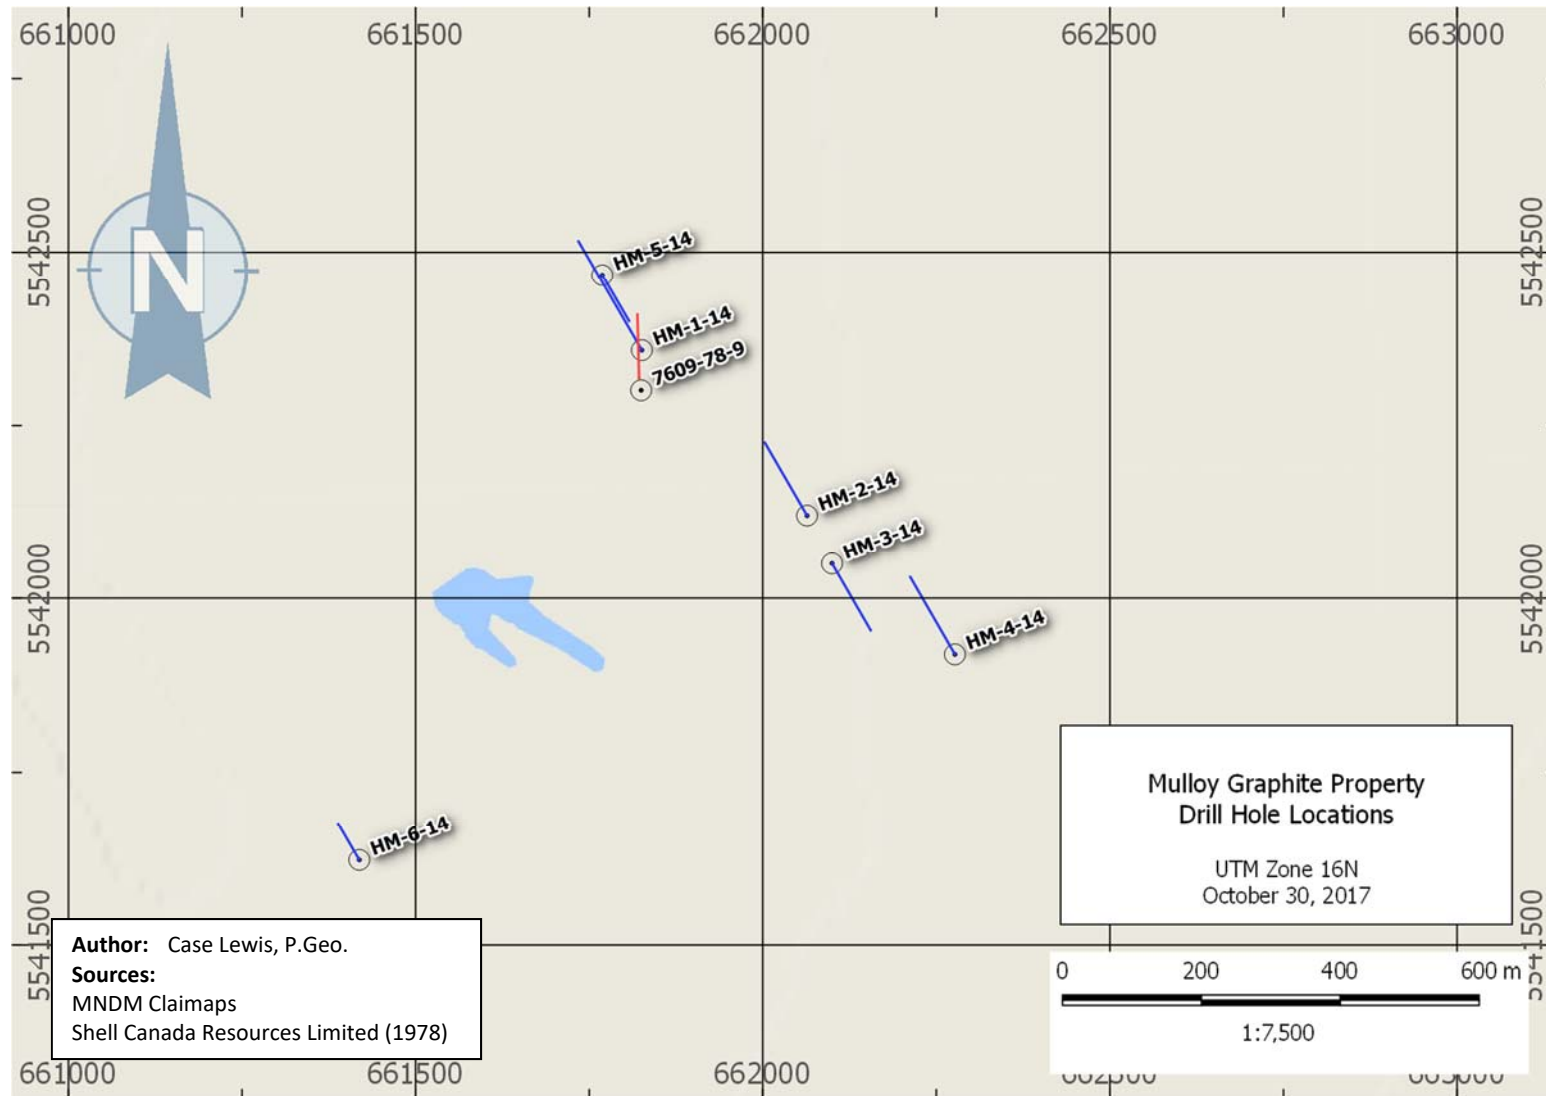 661000 661500 662000 662500 663000
N
5542500 5542500
HM-5-14
HM-1-14
7609-78-9
HM-2-14
HM-3-14
5542000 5542000
HM-4-14
Mulloy Graphite Property
Drill Hole Locations
UTM Zone 16N
October 30, 2017
HM-6-14
5541500 5541500
Author: Case Lewis, P.Geo.
Sources:
MNDM Claimaps
Shell Canada Resources Limited (1978)
0 200 400 600 m
1:7,500
661000 661500 662000 662500 663000